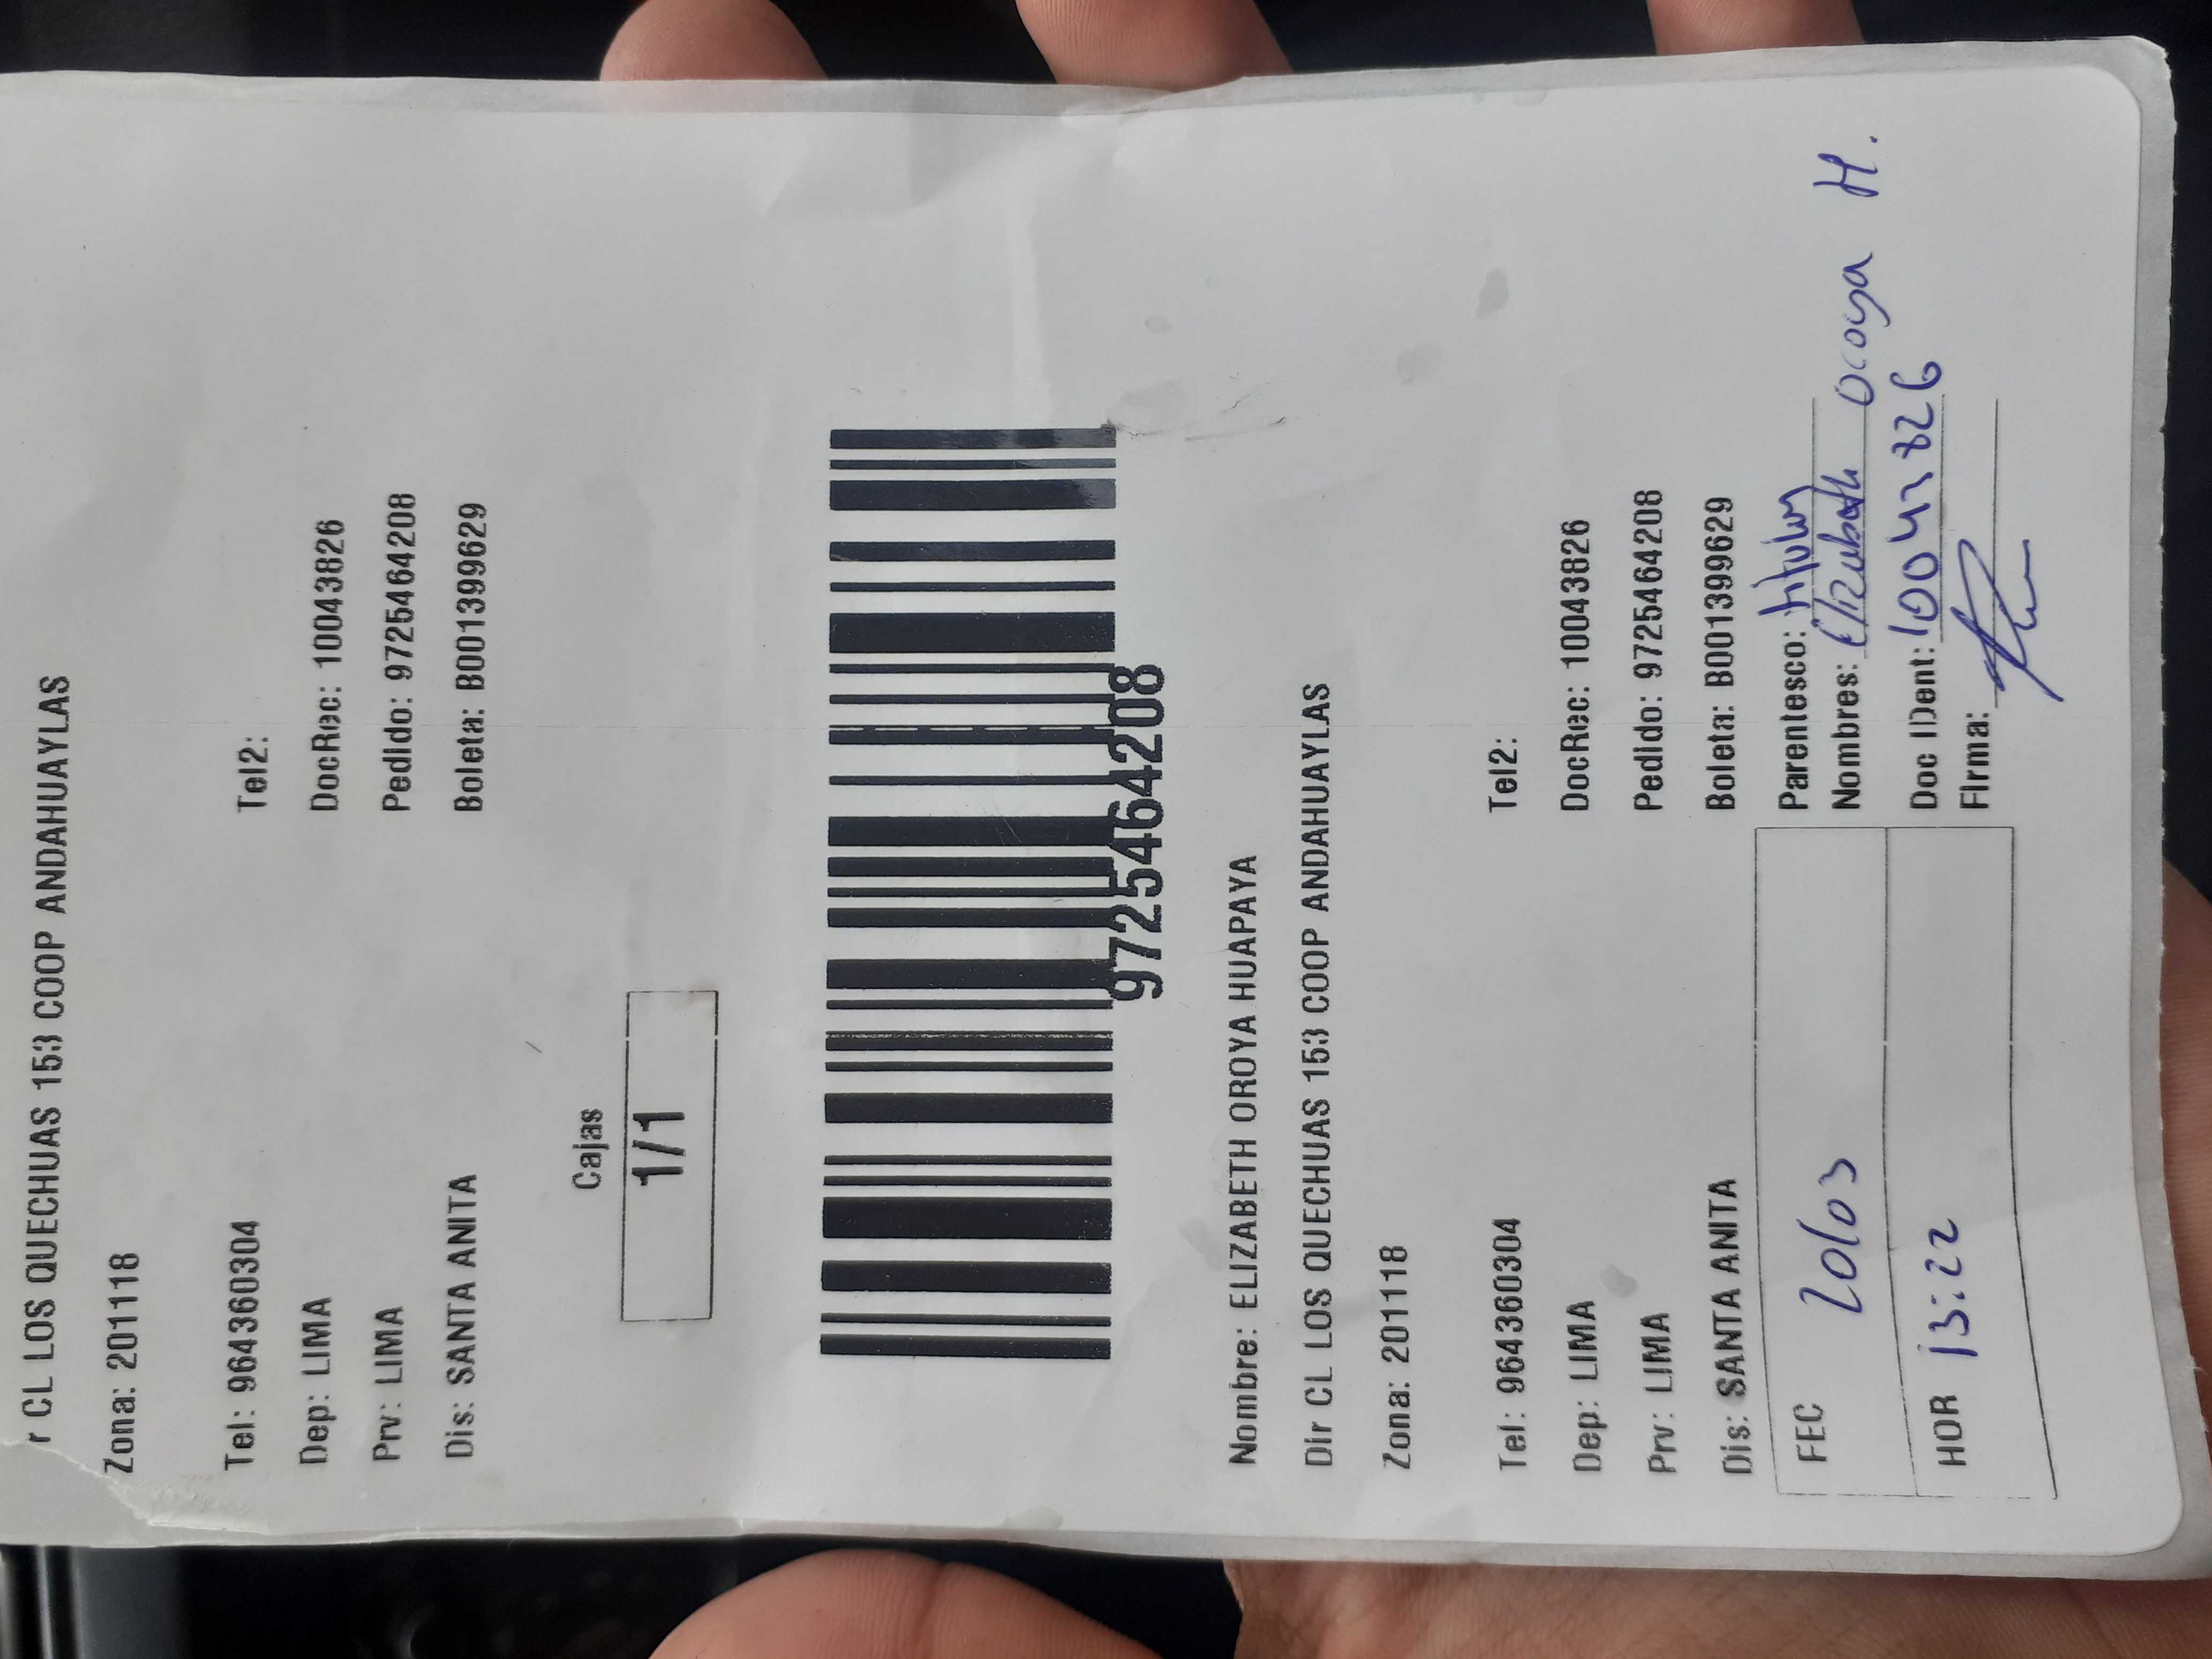 r CL LOS QUECHUAS 153 COOP ANDAHUAYLAS
Zona: 201118
Tel: 964360304 Tel2:
Dep: LIMA DocRec: 10043826
Prv: LIMA Pedido: 97254642​08
Dis: SANTA ANITA Boleta: B001399629
Cajas
1/1
9725464208
Nombre: ELIZABETH OROYA HUAPAYA
Dir CL LOS QUECHUAS 153 COOP ANDAHUAYLAS
Zona: 201118
Tel: 964360304 Tel2:
Dep: LIMA DocRec: 10043826
Prv: LIMA Pedido: 9725464208
Dis: SANTA ANITA Boleta: B001399629
FEC 20/03 Parentesco: titular
Nombres: Elizabeth Oroya H.
HOR 13:22 Doc IDent: 10043826
Firma: